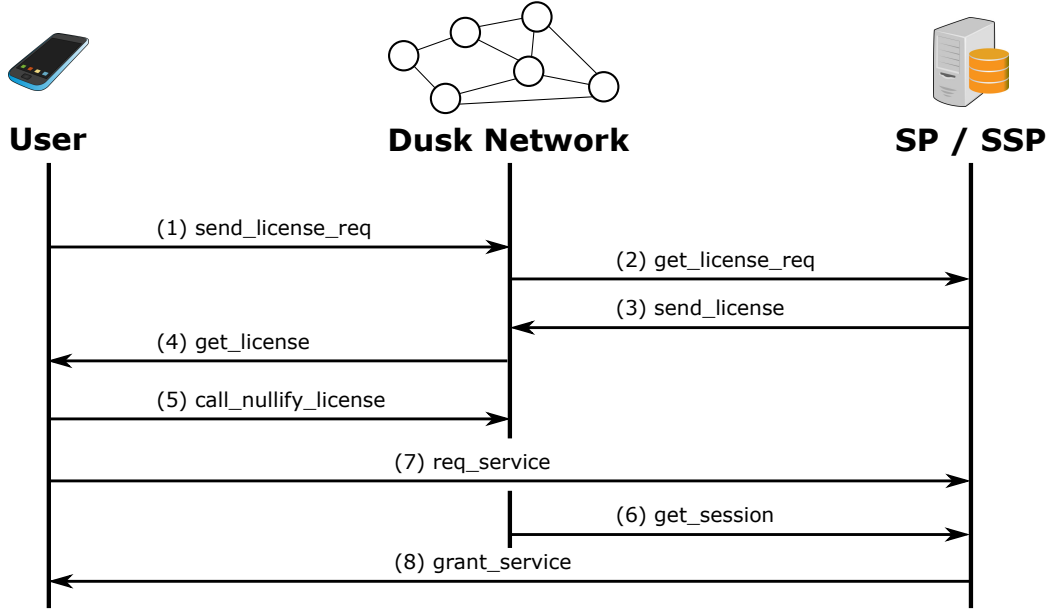 User
Dusk Network
SP / SSP
(1) send_license_req
(2) get_license_req
(3) send_license
(4) get_license
(5) call_nullify_license
(7) req_service
(6) get_session
(8) grant_service